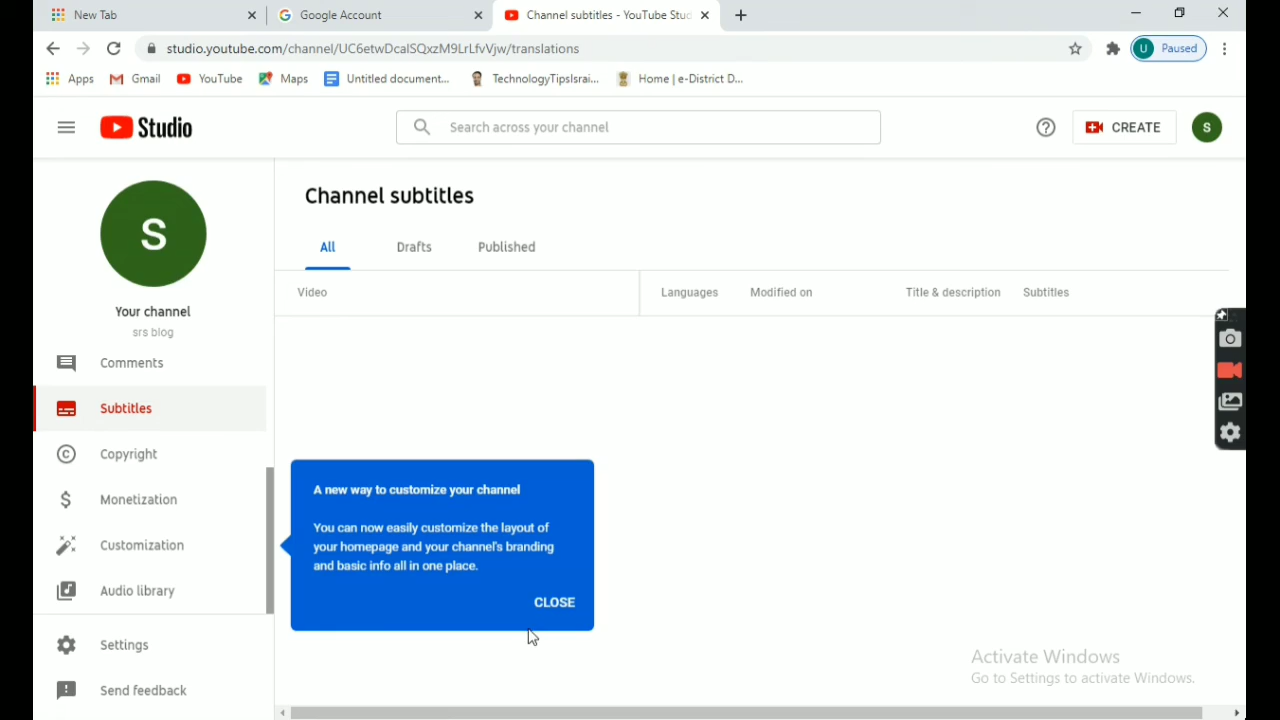 New Tab
Google Account
Channel subtitles - YouTube Stud
studio.youtube.com/channel/UC6etwDcalSQxzM9LrLfvVjw/translations
U Paused
Apps
Gmail
YouTube
Maps
Untitled document...
TechnologyTipsIsrai...
Home | e-District D...
Studio
Search across your channel
CREATE
S
S
Your channel
srs blog
Comments
Subtitles
Copyright
Monetization
Customization
Audio library
Settings
Send feedback
Channel subtitles
All Drafts Published
Video Languages Modified on Title & description Subtitles
A new way to customize your channel
You can now easily customize the layout of
your homepage and your channel's branding
and basic info all in one place.
CLOSE
Activate Windows
Go to Settings to activate Windows.